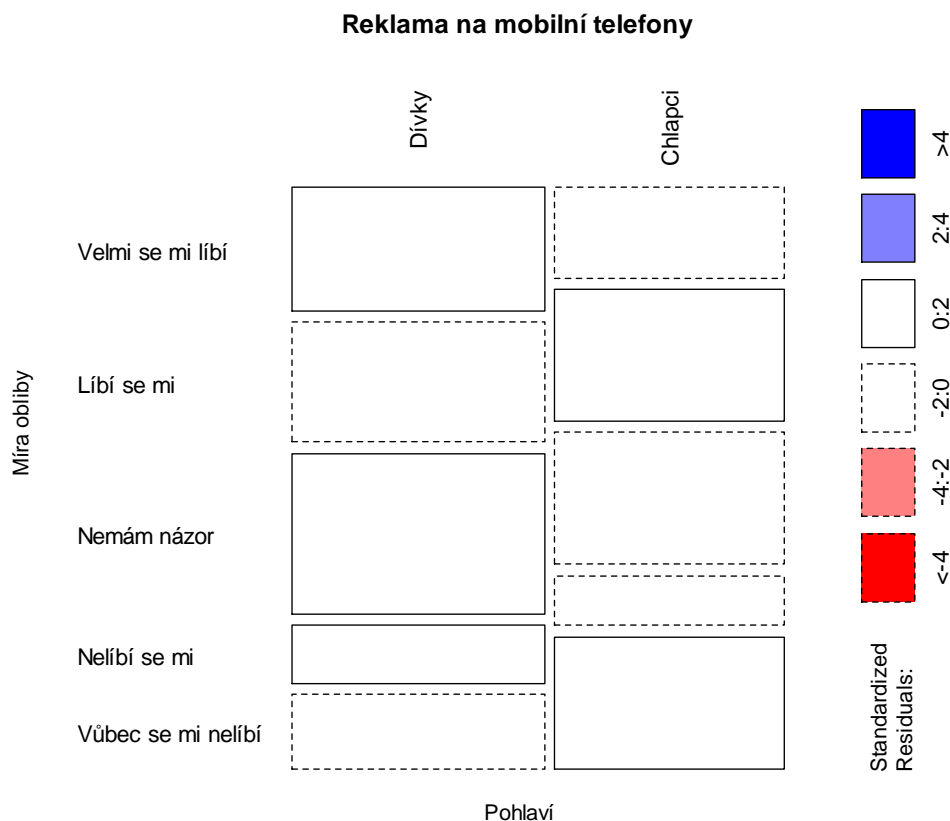 Reklama na mobilní telefony
Dívky
Chlapci
Velmi se mi líbí
Líbí se mi
Nemám názor
Nelíbí se mi
Vůbec se mi nelíbí
Míra obliby
Pohlaví
>4
2:4
0:2
-2:0
-4:-2
<-4
Standardized
Residuals: